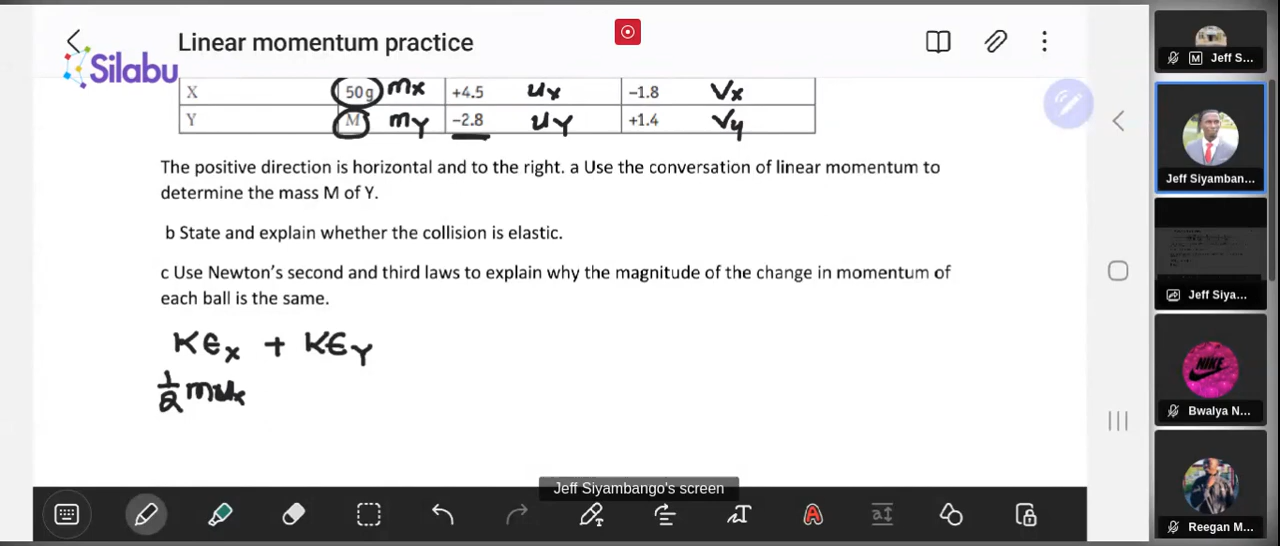 Linear momentum practice
Silabu
X 50g mx +4.5 ux –1.8 Vx
Y M my –2.8 uy +1.4 Vy
The positive direction is horizontal and to the right. a Use the conversation of linear momentum to
determine the mass M of Y.
b State and explain whether the collision is elastic.
c Use Newton's second and third laws to explain why the magnitude of the change in momentum of
each ball is the same.
KEx + KEY
1/2
Jeff Siyambango's screen
Jeff S...
Jeff Siyamban...
Jeff Siya...
NIKE
Bwalya N...
Reegan M...